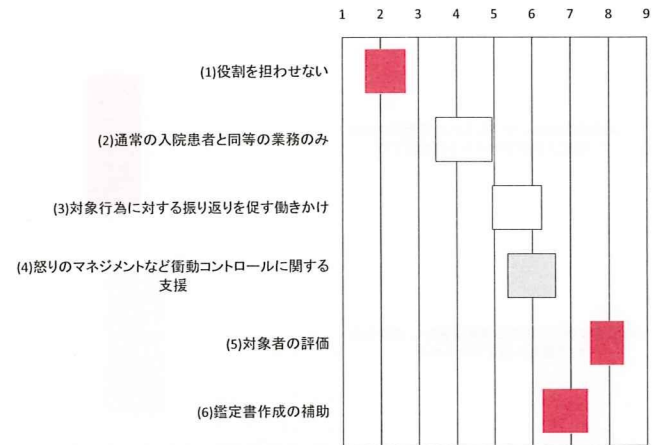 1 2 3 4 5 6 7 8 9
(1)役割を担わせない
(2)通常の入院患者と同等の業務のみ
(3)対象行為に対する振り返りを促す働きかけ
(4)怒りのマネジメントなど衝動コントロールに関する
支援
(5)対象者の評価
(6)鑑定書作成の補助